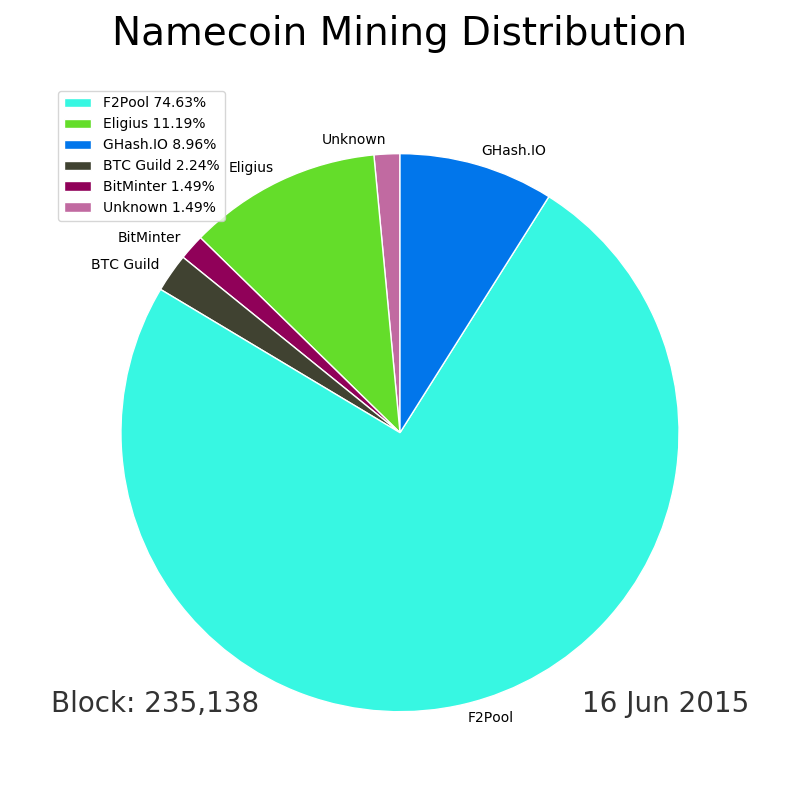 Namecoin Mining Distribution
F2Pool 74.63%
Eligius 11.19%
GHash.IO 8.96%
BTC Guild 2.24%
BitMinter 1.49%
Unknown 1.49%
Unknown
GHash.IO
Eligius
BitMinter
BTC Guild
F2Pool
Block: 235,138
16 Jun 2015